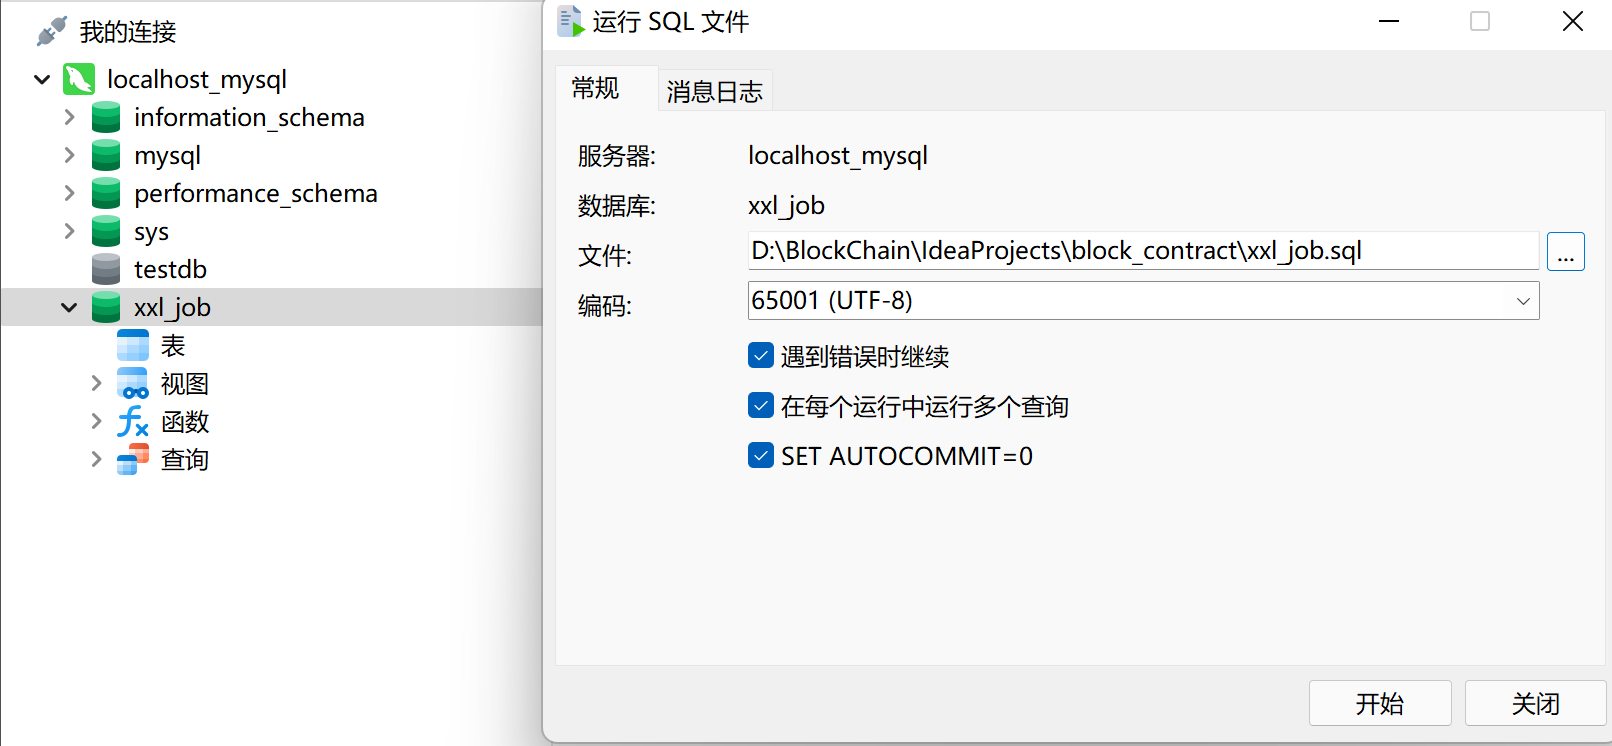 我的连接
localhost_mysql
information_schema
mysql
performance_schema
sys
testdb
xxl_job
表
视图
函数
查询
运行 SQL 文件
常规
消息日志
服务器: localhost_mysql
数据库: xxl_job
文件: D:\BlockChain\IdeaProjects\block_contract\xxl_job.sql ...
编码: 65001 (UTF-8)
遇到错误时继续
在每个运行中运行多个查询
SET AUTOCOMMIT=0
开始
关闭